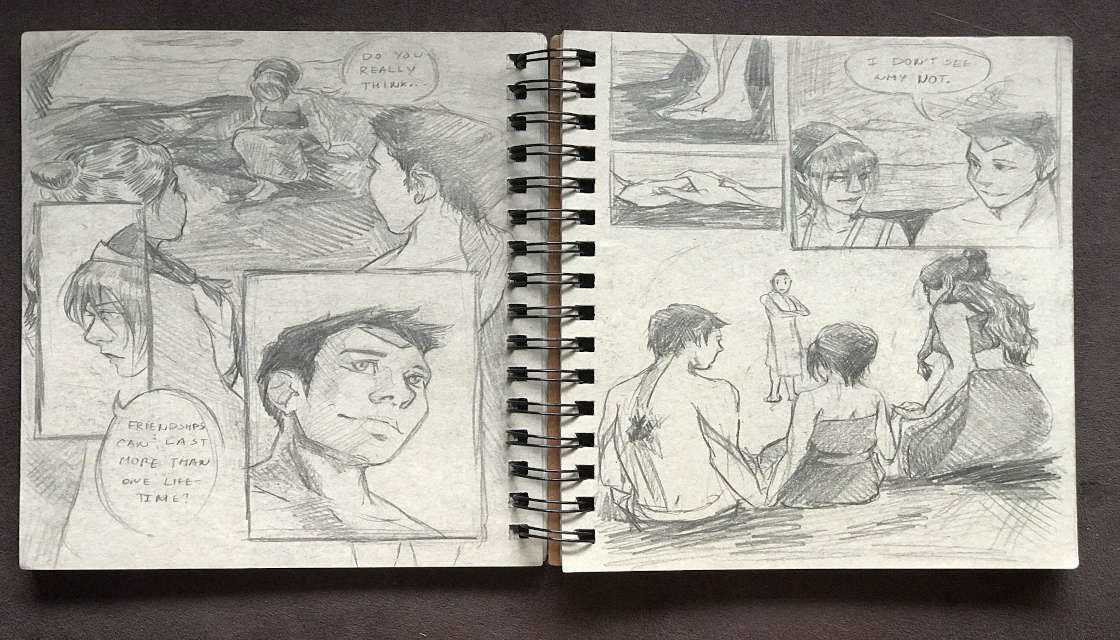 DO YOU
REALLY
THINK...
FRIENDSHIPS
CAN LAST
MORE THAN
ONE LIFE-
TIME?
I DON'T SEE
WHY NOT.